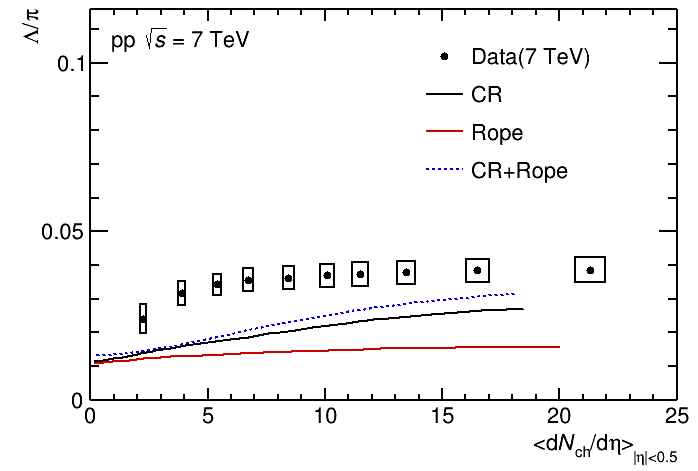 Λ/π
pp √s = 7 TeV
Data(7 TeV)
CR
Rope
CR+Rope
0.1
0.05
0
0 5 10 15 20 25
<dN_ch/dη>_|η|<0.5